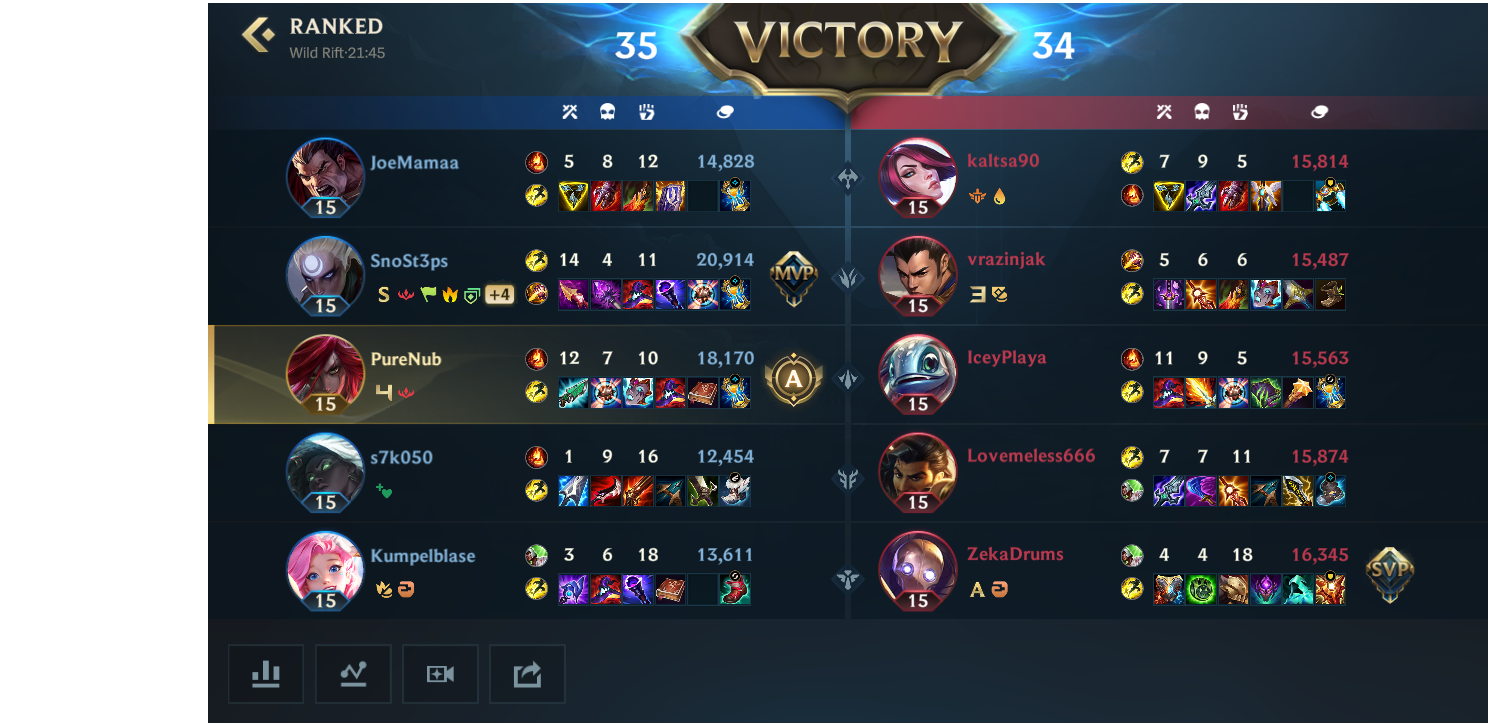 RANKED
Wild Rift·21:45
35 VICTORY 34
JoeMamaa 5 8 12 14,828
15
kaltsa90 7 9 5 15,814
15
SnoSt3ps 14 4 11 20,914 MVP
S +4
15
vrazinjak 5 6 6 15,487
3
15
PureNub 12 7 10 18,170 A
4
15
IceyPlaya 11 9 5 15,563
15
s7k050 1 9 16 12,454
15
Lovemeless666 7 7 11 15,874
15
Kumpelblase 3 6 18 13,611
15
ZekaDrums 4 4 18 16,345 SVP
A
15